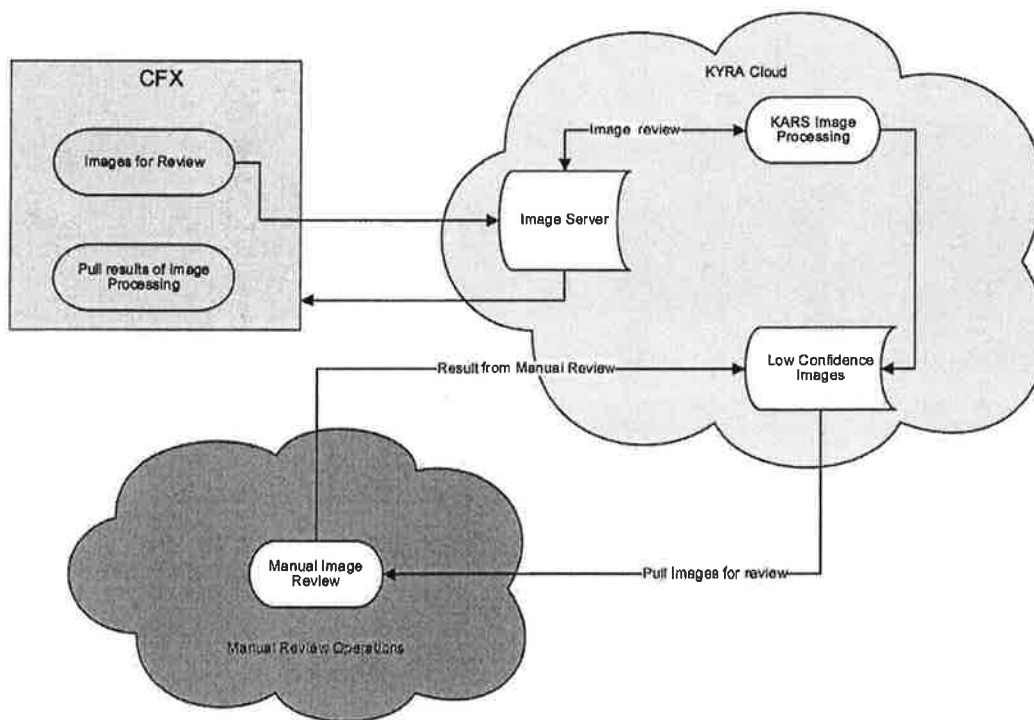 CFX
Images for Review
Pull results of Image
Processing
KYRA Cloud
Image review
KARS Image
Processing
Image Server
Low Confidence
Images
Result from Manual Review
Manual Image
Review
Pull Images for review
Manual Review Operations